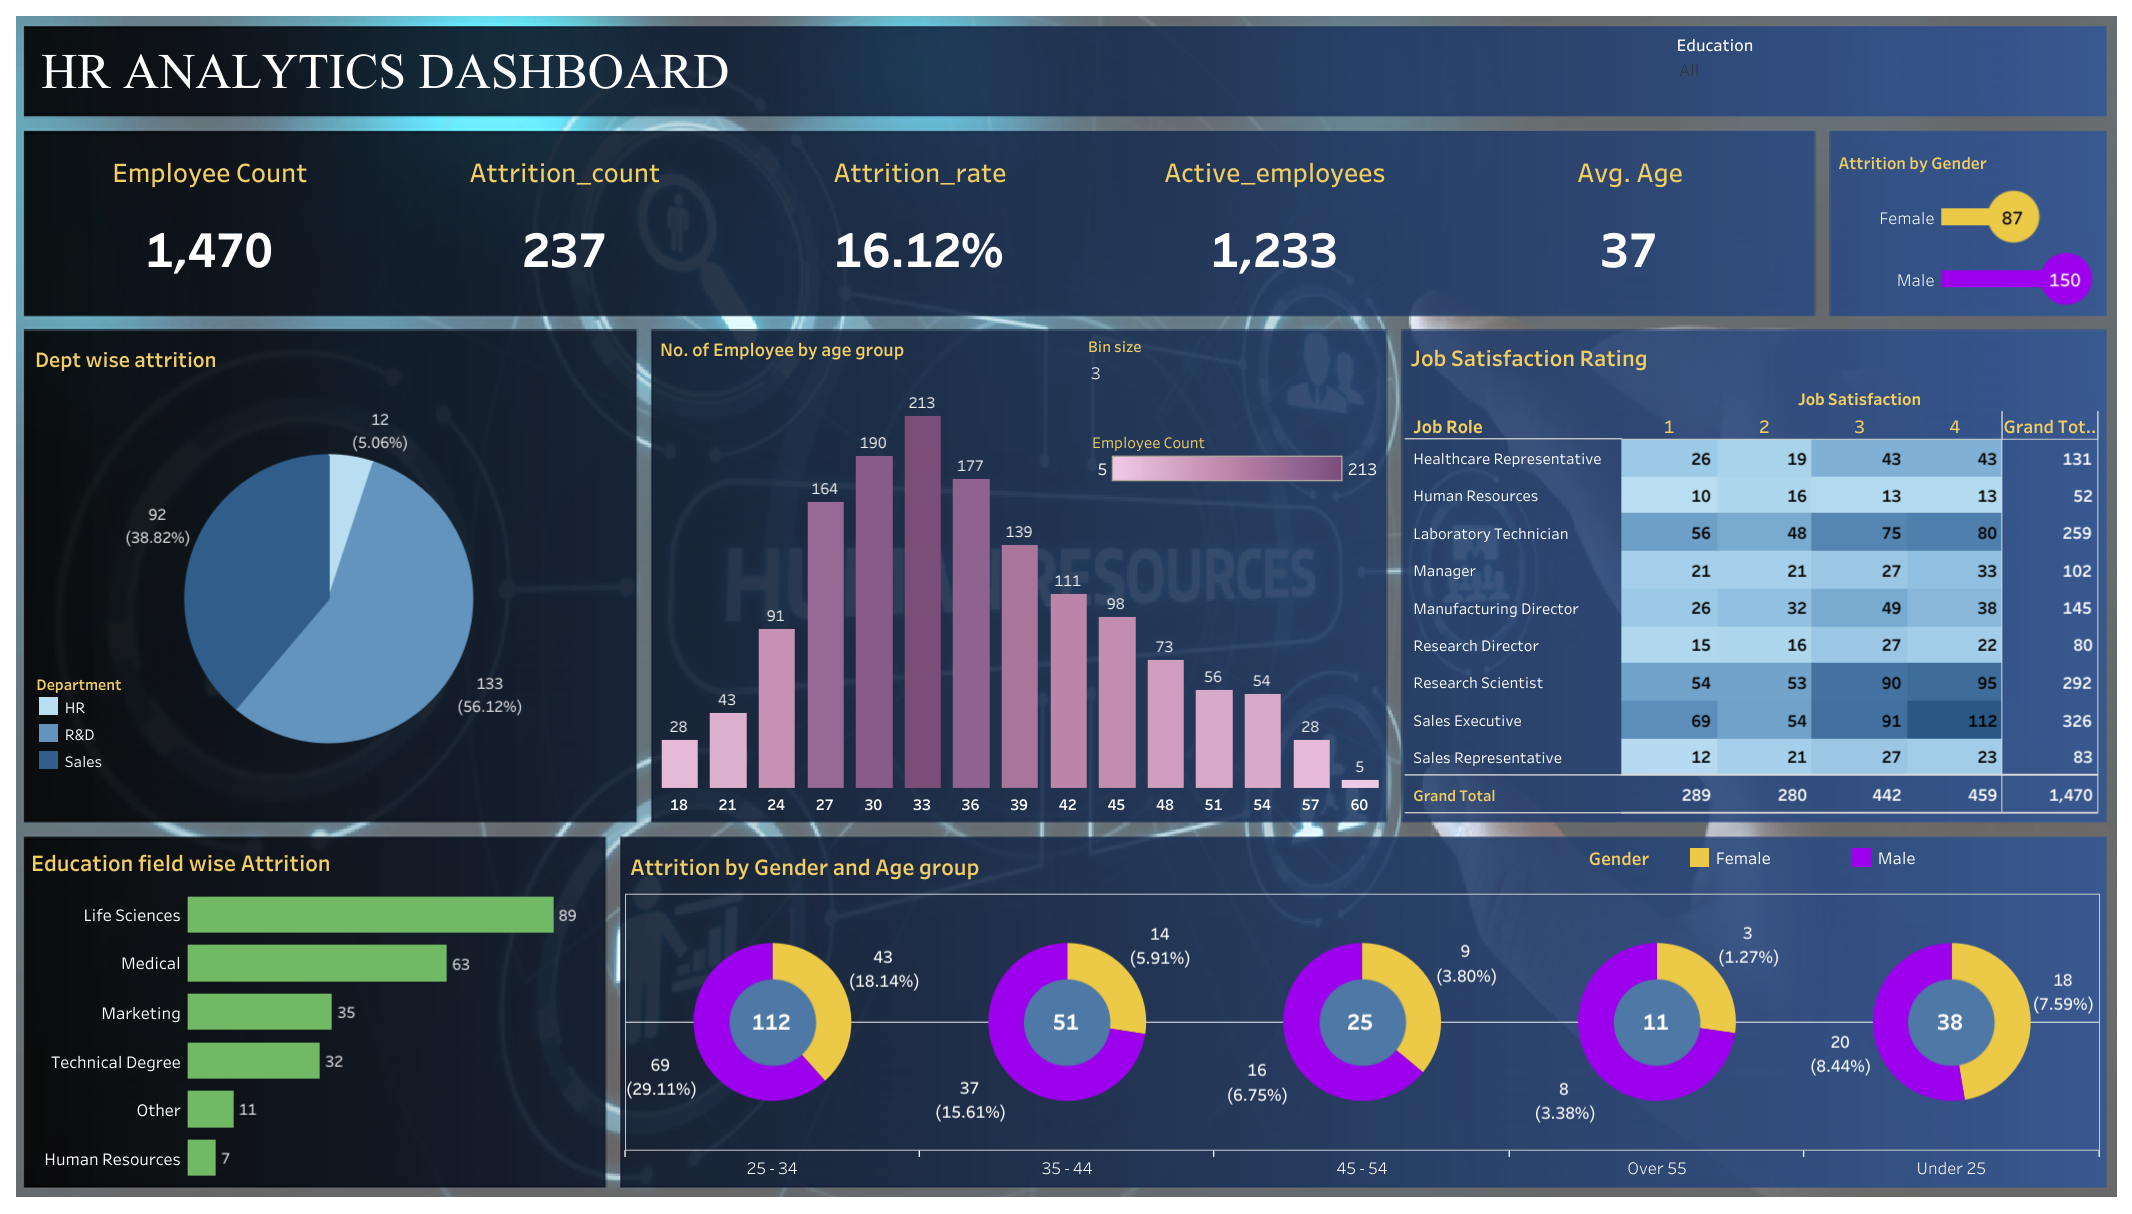 HR ANALYTICS DASHBOARD
Education
All
Employee Count
Attrition_count
Attrition_rate
Active_employees
Avg. Age
1,470
237
16.12%
1,233
37
Attrition by Gender
Female 87
Male 150
Dept wise attrition
12
(5.06%)
92
(38.82%)
133
(56.12%)
Department
HR
R&D
Sales
No. of Employee by age group
Bin size
3
Employee Count
5 213
28
43
91
164
190
213
177
139
111
98
73
56
54
28
5
18 21 24 27 30 33 36 39 42 45 48 51 54 57 60
HUMAN RESOURCES
Job Satisfaction Rating
Job Satisfaction
Job Role 1 2 3 4 Grand Tot..
Healthcare Representative 26 19 43 43 131
Human Resources 10 16 13 13 52
Laboratory Technician 56 48 75 80 259
Manager 21 21 27 33 102
Manufacturing Director 26 32 49 38 145
Research Director 15 16 27 22 80
Research Scientist 54 53 90 95 292
Sales Executive 69 54 91 112 326
Sales Representative 12 21 27 23 83
Grand Total 289 280 442 459 1,470
Education field wise Attrition
Life Sciences 89
Medical 63
Marketing 35
Technical Degree 32
Other 11
Human Resources 7
Attrition by Gender and Age group
Gender Female Male
43
(18.14%)
112
69
(29.11%)
14
(5.91%)
51
37
(15.61%)
9
(3.80%)
25
16
(6.75%)
3
(1.27%)
11
8
(3.38%)
18
(7.59%)
38
20
(8.44%)
25 - 34
35 - 44
45 - 54
Over 55
Under 25